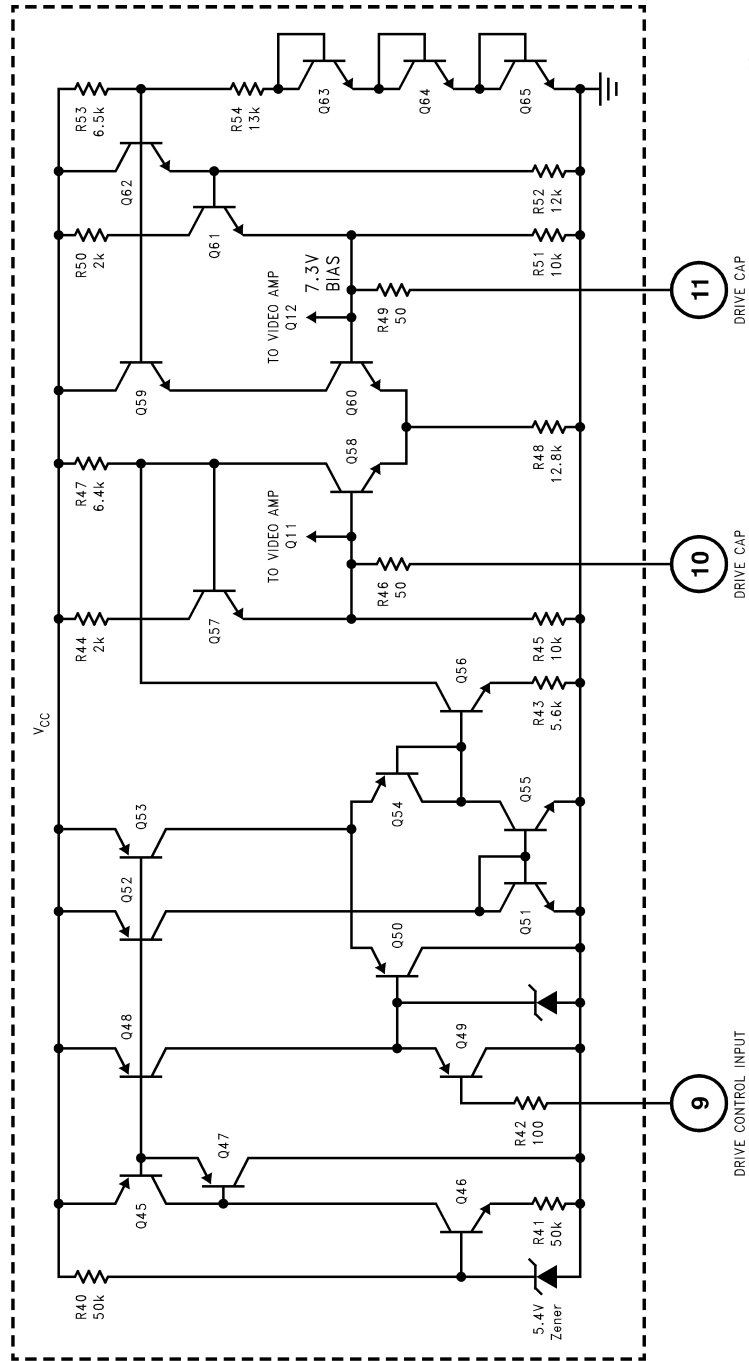 VCC
R40
50k
R44
2k
R47
6.4k
R50
2k
R53
6.5k
Q45
Q47
Q48
Q52
Q53
Q57
Q59
Q61
Q62
R54
13k
Q63
Q64
Q65
TO VIDEO AMP
Q11
TO VIDEO AMP
Q12
7.3V
BIAS
Q50
Q54
Q58
Q60
R46
50
R49
50
Q46
Q49
Q51
Q55
Q56
5.4V
Zener
R41
50k
R42
100
R43
5.6k
R45
10k
R48
12.8k
R51
10k
R52
12k
9
DRIVE CONTROL INPUT
10
DRIVE CAP
11
DRIVE CAP